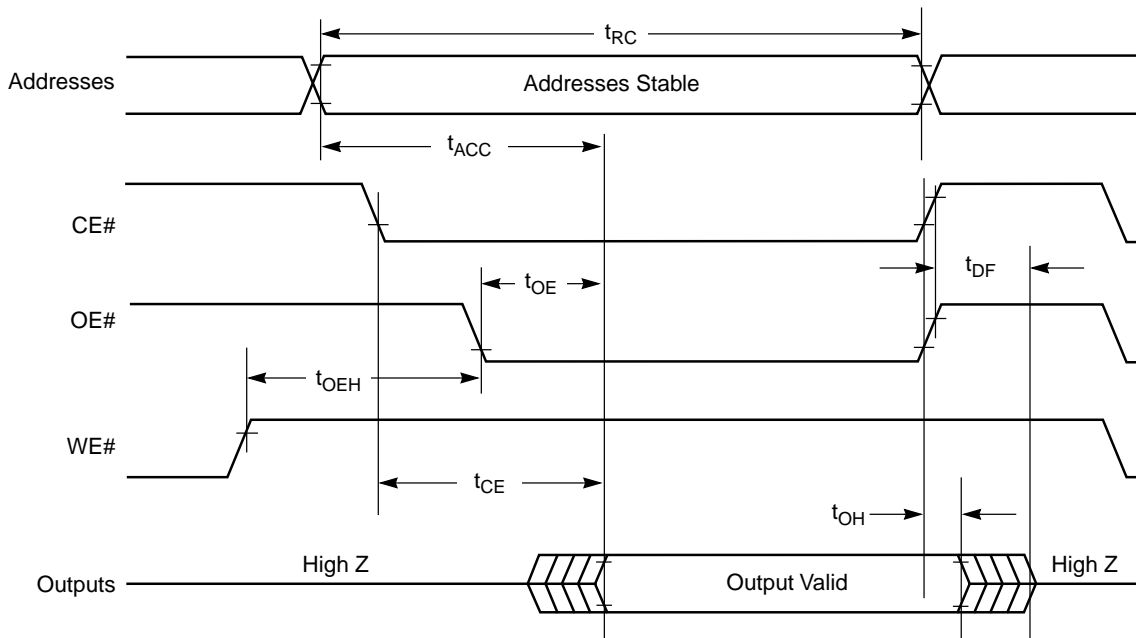 tRC
Addresses
Addresses Stable
tACC
CE#
tOE
tDF
OE#
tOEH
WE#
tCE
tOH
High Z
Output Valid
High Z
Outputs